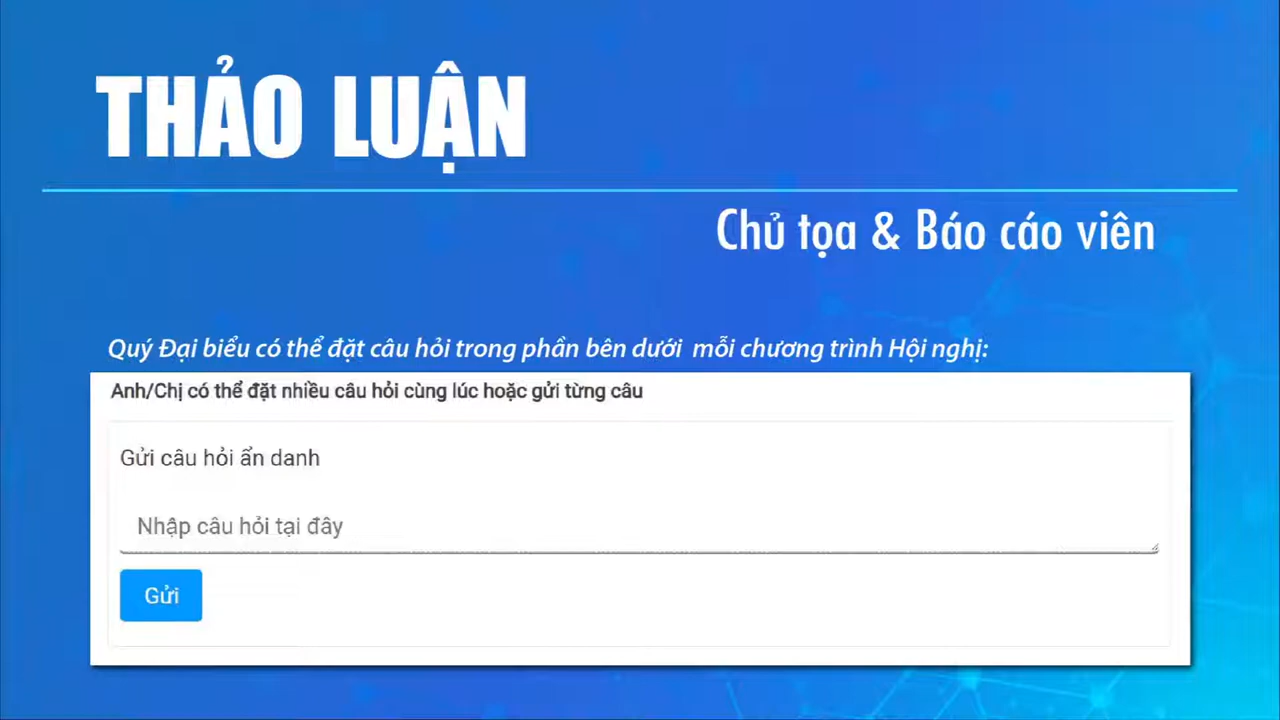 THẢO LUẬN
Chủ tọa & Báo cáo viên
Quý Đại biểu có thể đặt câu hỏi trong phần bên dưới mỗi chương trình Hội nghị:
Anh/Chị có thể đặt nhiều câu hỏi cùng lúc hoặc gửi từng câu
Gửi câu hỏi ẩn danh
Nhập câu hỏi tại đây
Gửi